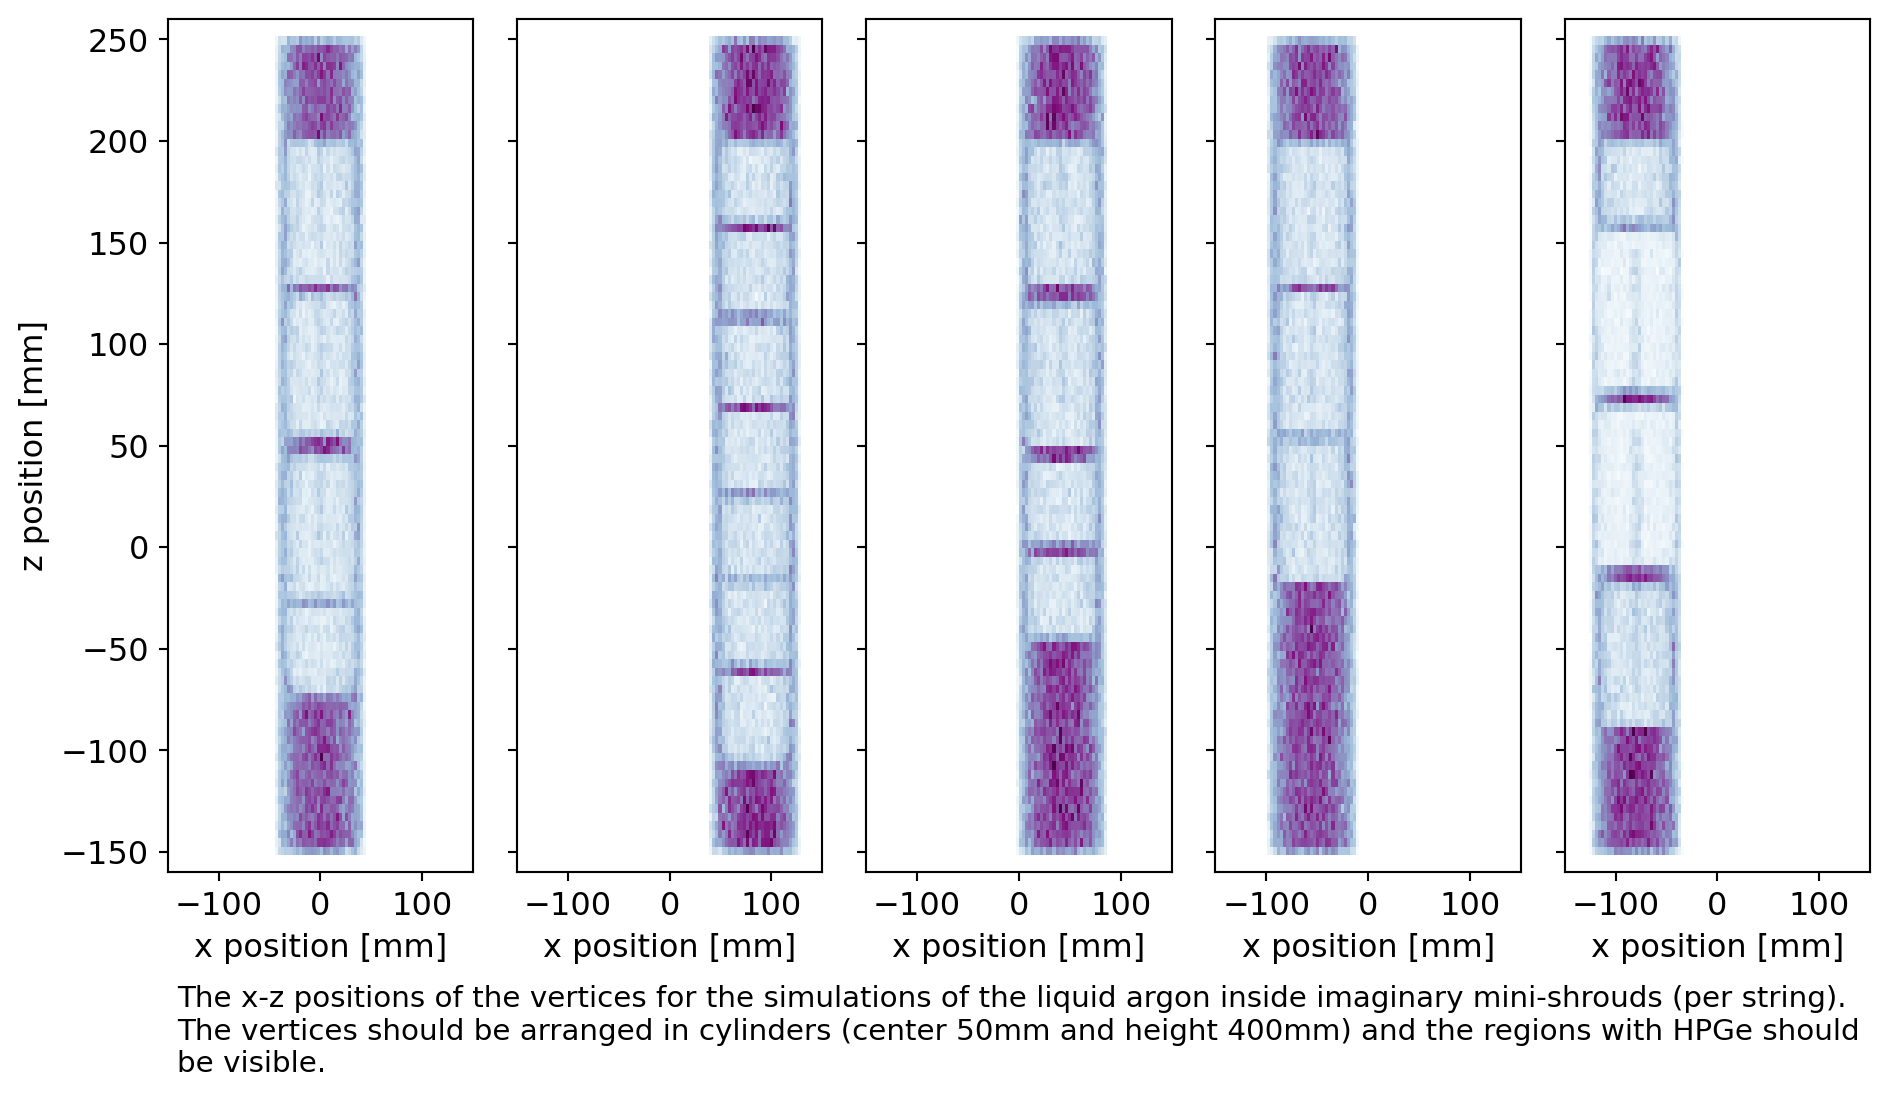 250
200
150
100
50
0
−50
−100
−150
z position [mm]
−100 0 100 −100 0 100 −100 0 100 −100 0 100 −100 0 100
x position [mm] x position [mm] x position [mm] x position [mm] x position [mm]
The x-z positions of the vertices for the simulations of the liquid argon inside imaginary mini-shrouds (per string).
The vertices should be arranged in cylinders (center 50mm and height 400mm) and the regions with HPGe should
be visible.